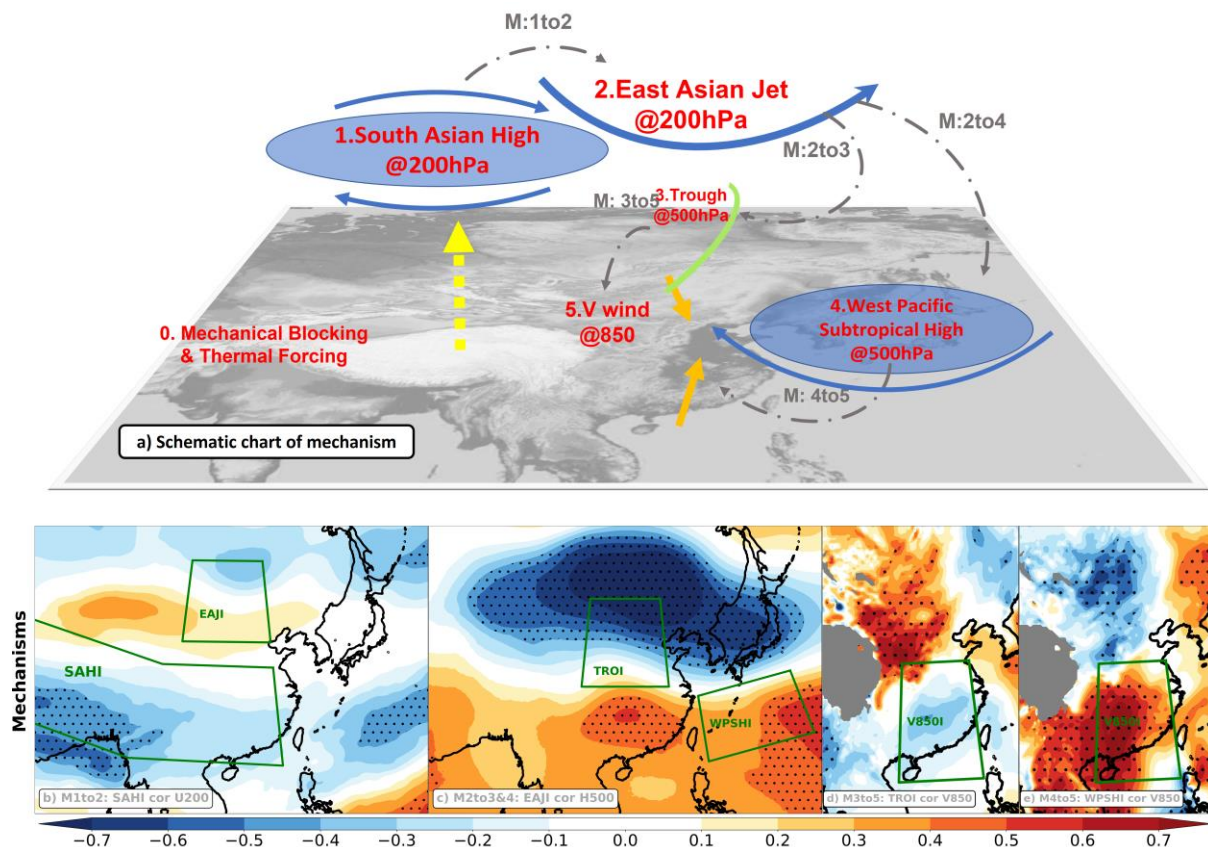 M:1to2
2.East Asian Jet
@200hPa
1.South Asian High
@200hPa
M:2to4
M:2to3
M: 3to5
3.Trough
@500hPa
0. Mechanical Blocking
& Thermal Forcing
5.V wind
@850
4.West Pacific
Subtropical High
@500hPa
M: 4to5
a) Schematic chart of mechanism
Mechanisms
EAJI
SAHI
b) M1to2: SAHI cor U200
TROI
WPSHI
c) M2to3&4: EAJI cor H500
V850I
d) M3to5: TROI cor V850
V850I
e) M4to5: WPSHI cor V850
−0.7 −0.6 −0.5 −0.4 −0.3 −0.2 −0.1 0.0 0.1 0.2 0.3 0.4 0.5 0.6 0.7